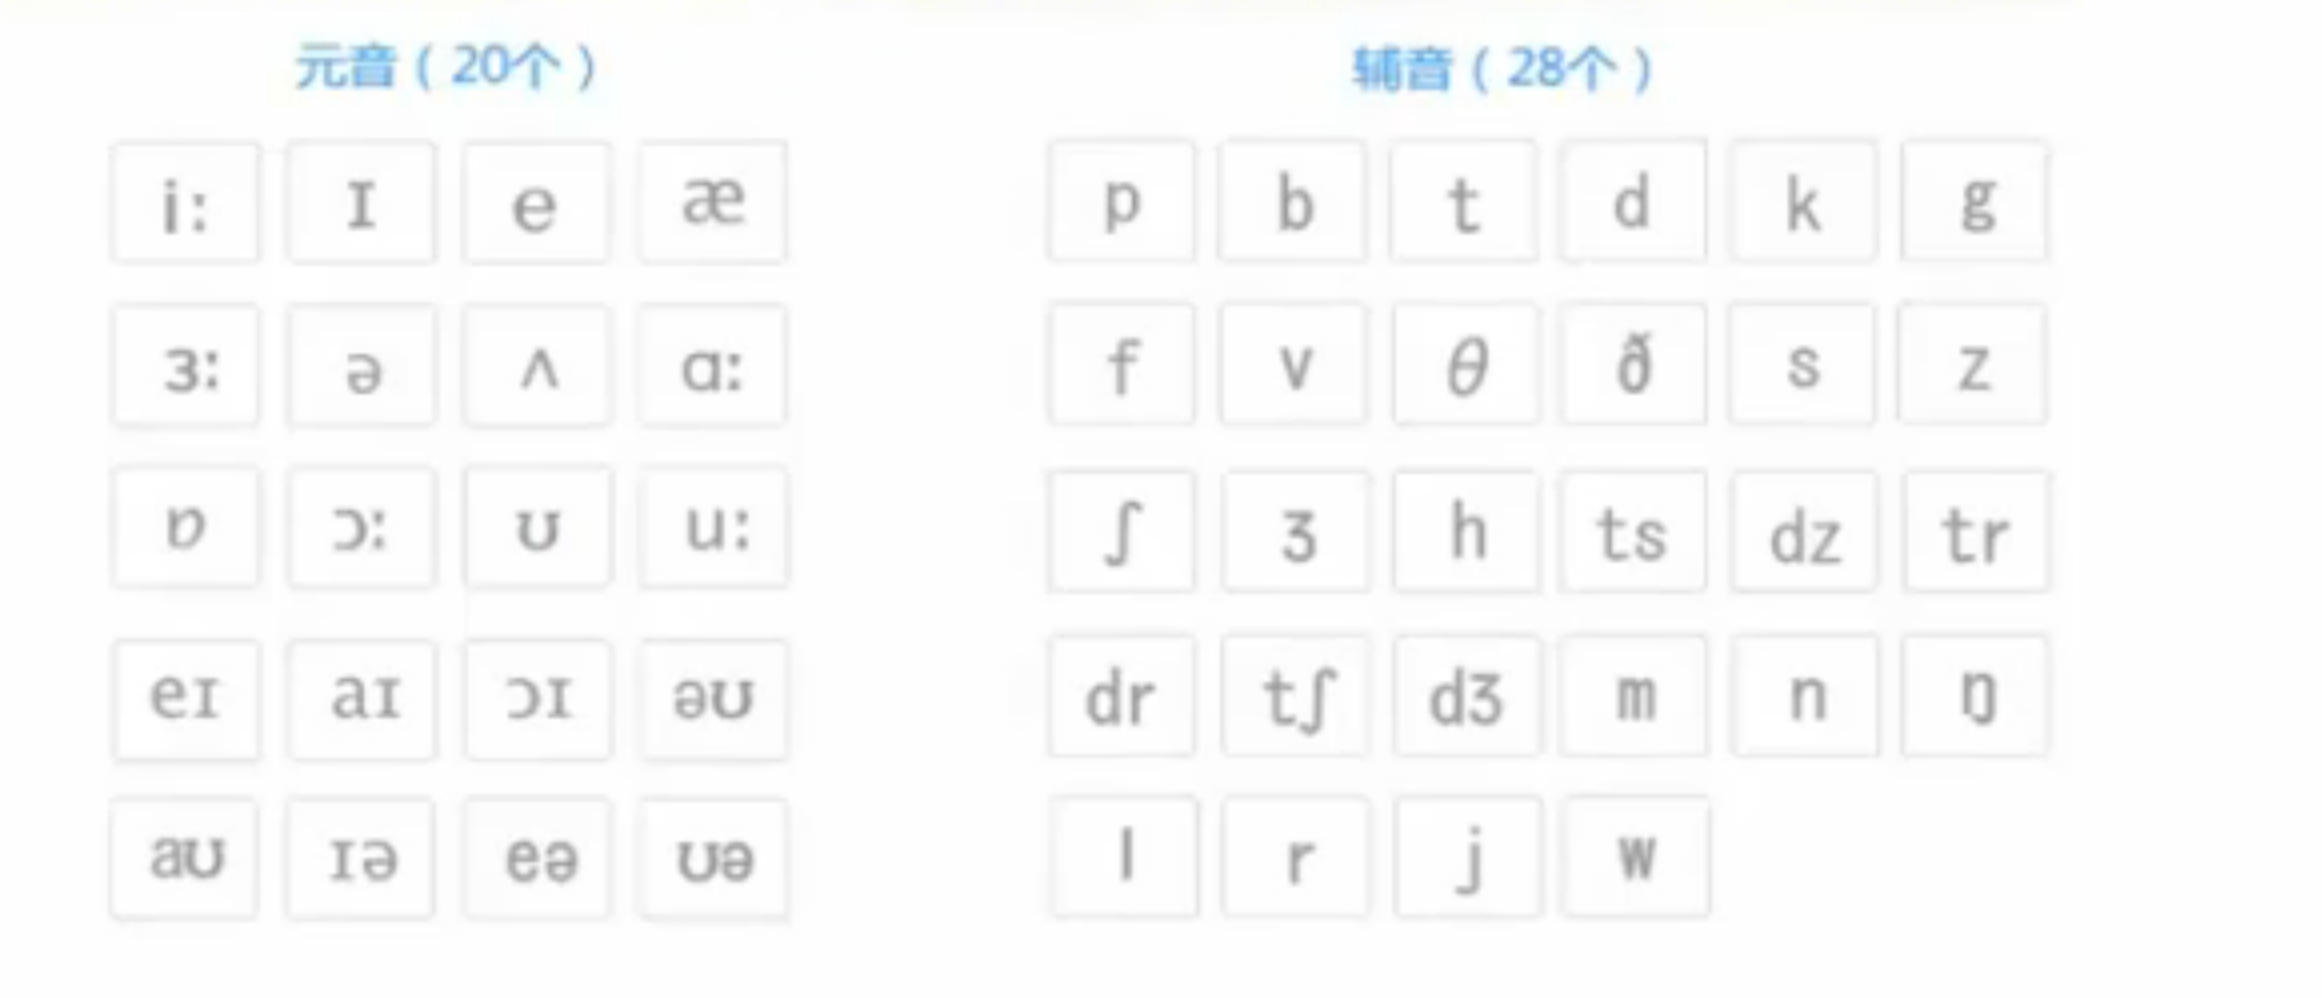 元音（20个）
iː ɪ e æ
ɜː ə ʌ ɑː
ɒ ɔː ʊ uː
eɪ aɪ ɔɪ əʊ
aʊ ɪə eə ʊə
辅音（28个）
p b t d k g
f v θ ð s z
ʃ ʒ h ts dz tr
dr tʃ dʒ m n ŋ
l r j w